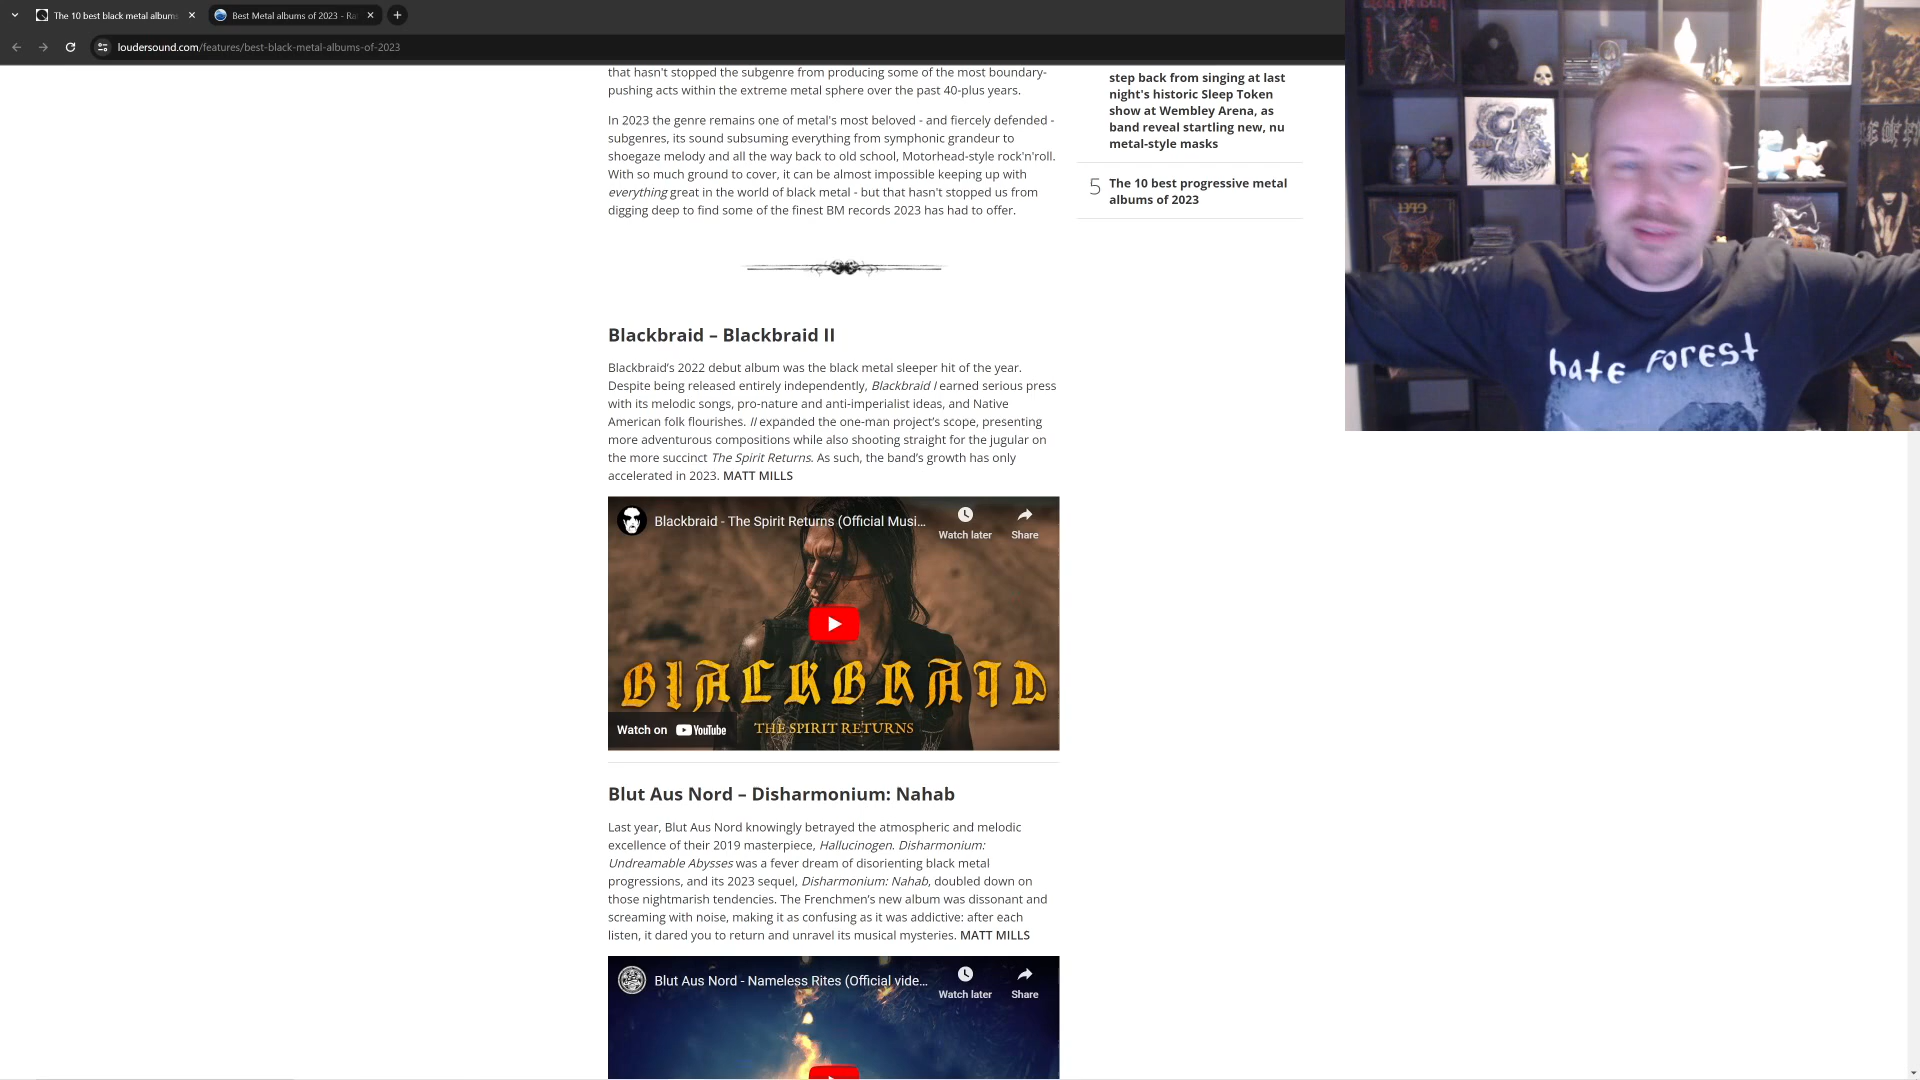 The 10 best black metal albums
Best Metal albums of 2023 - Ra
loudersound.com/features/best-black-metal-albums-of-2023
that hasn't stopped the subgenre from producing some of the most boundary-
pushing acts within the extreme metal sphere over the past 40-plus years.
In 2023 the genre remains one of metal's most beloved - and fiercely defended -
subgenres, its sound subsuming everything from symphonic grandeur to
shoegaze melody and all the way back to old school, Motorhead-style rock'n'roll.
With so much ground to cover, it can be almost impossible keeping up with
everything great in the world of black metal - but that hasn't stopped us from
digging deep to find some of the finest BM records 2023 has had to offer.
Blackbraid – Blackbraid II
Blackbraid's 2022 debut album was the black metal sleeper hit of the year.
Despite being released entirely independently, Blackbraid I earned serious press
with its melodic songs, pro-nature and anti-imperialist ideas, and Native
American folk flourishes. II expanded the one-man project's scope, presenting
more adventurous compositions while also shooting straight for the jugular on
the more succinct The Spirit Returns. As such, the band's growth has only
accelerated in 2023. MATT MILLS
Blackbraid - The Spirit Returns (Official Musi...
Watch later
Share
BLACKBRAID
THE SPIRIT RETURNS
Watch on YouTube
Blut Aus Nord – Disharmonium: Nahab
Last year, Blut Aus Nord knowingly betrayed the atmospheric and melodic
excellence of their 2019 masterpiece, Hallucinogen. Disharmonium:
Undreamable Abysses was a fever dream of disorienting black metal
progressions, and its 2023 sequel, Disharmonium: Nahab, doubled down on
those nightmarish tendencies. The Frenchmen's new album was dissonant and
screaming with noise, making it as confusing as it was addictive: after each
listen, it dared you to return and unravel its musical mysteries. MATT MILLS
Blut Aus Nord - Nameless Rites (Official vide...
Watch later
Share
step back from singing at last
night's historic Sleep Token
show at Wembley Arena, as
band reveal startling new, nu
metal-style masks
5
The 10 best progressive metal
albums of 2023
hate forest